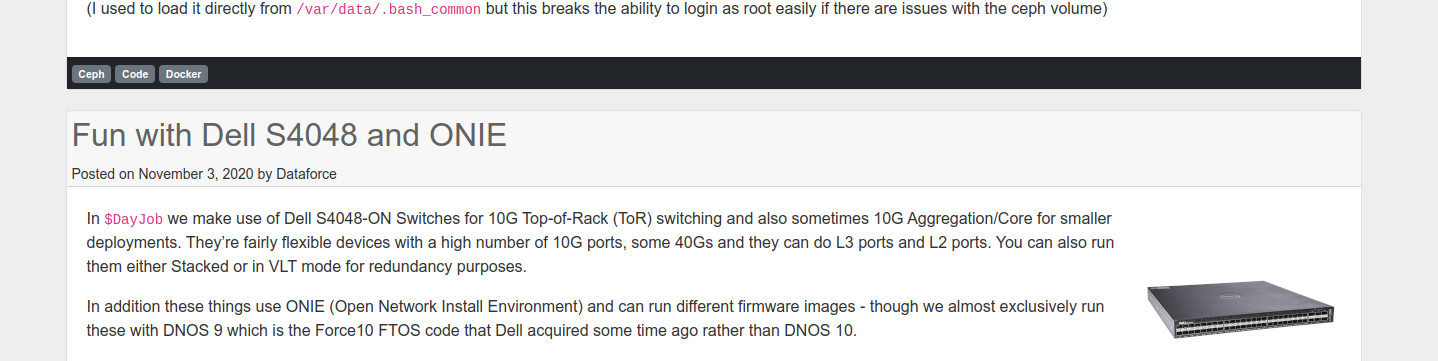 (I used to load it directly from /var/data/.bash_common but this breaks the ability to login as root easily if there are issues with the ceph volume)
Ceph Code Docker
Fun with Dell S4048 and ONIE
Posted on November 3, 2020 by Dataforce
In $DayJob we make use of Dell S4048-ON Switches for 10G Top-of-Rack (ToR) switching and also sometimes 10G Aggregation/Core for smaller
deployments. They’re fairly flexible devices with a high number of 10G ports, some 40Gs and they can do L3 ports and L2 ports. You can also run
them either Stacked or in VLT mode for redundancy purposes.
In addition these things use ONIE (Open Network Install Environment) and can run different firmware images - though we almost exclusively run
these with DNOS 9 which is the Force10 FTOS code that Dell acquired some time ago rather than DNOS 10.